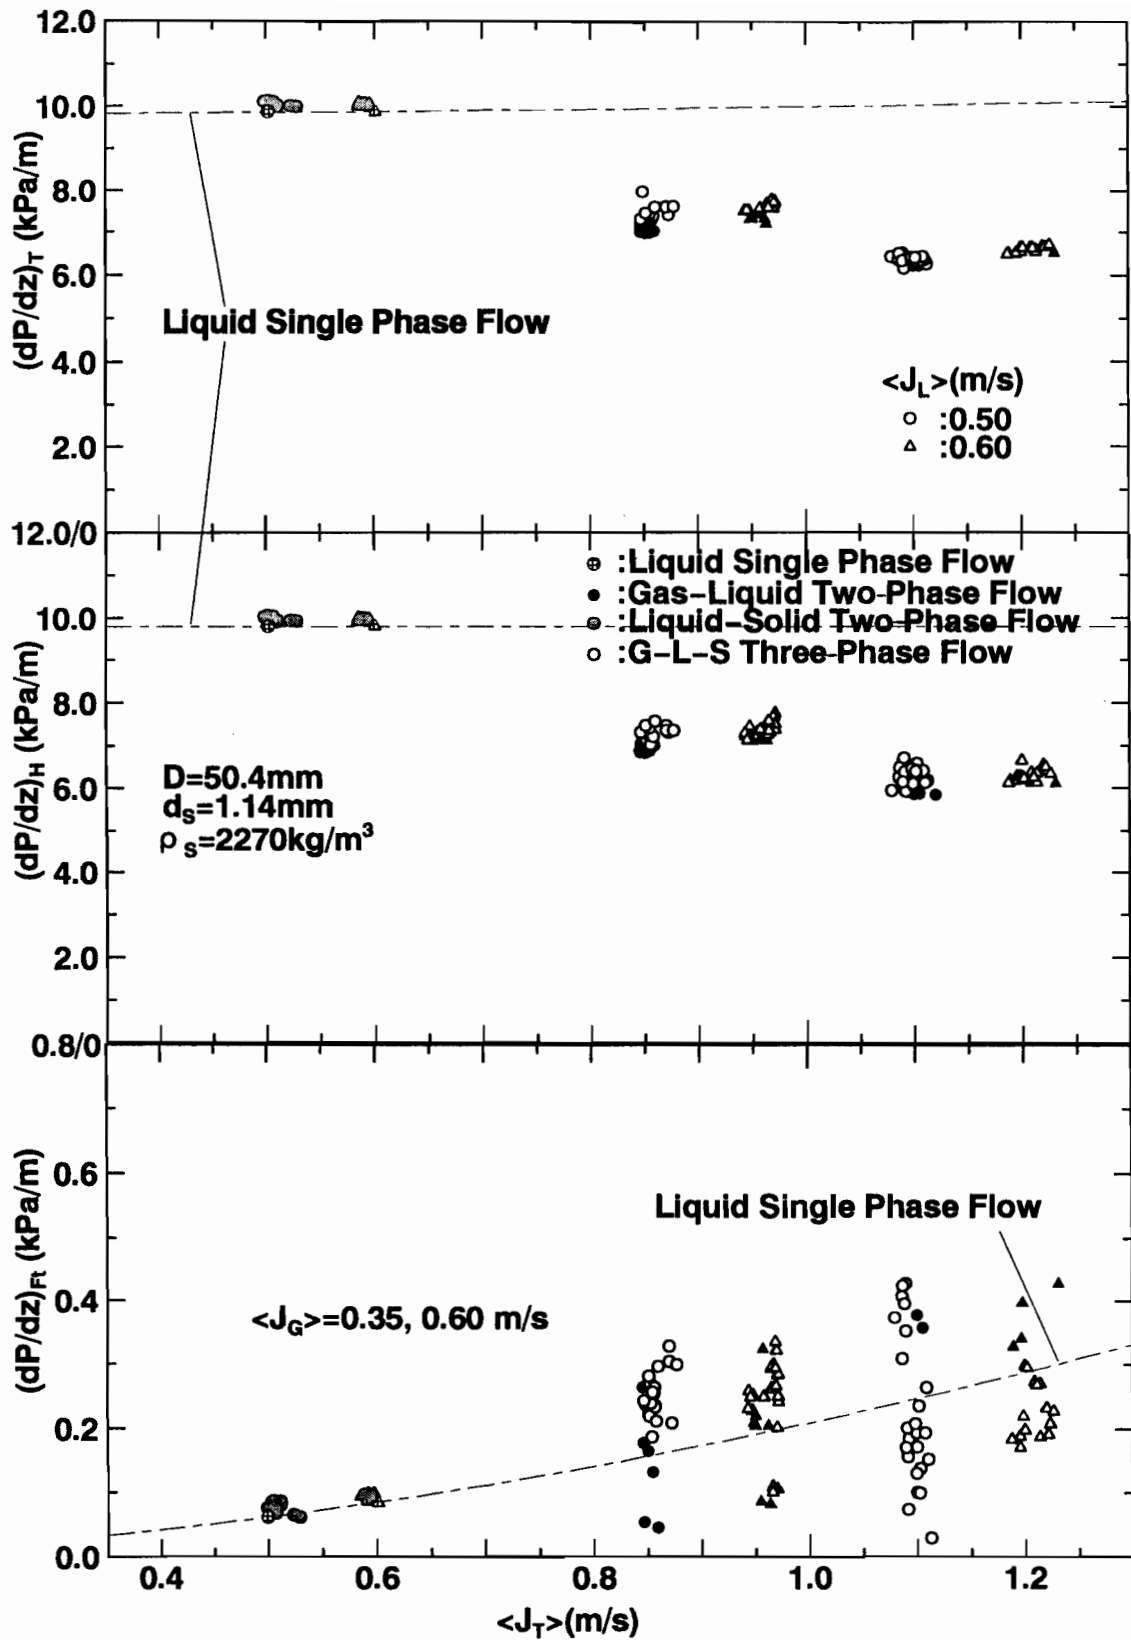 12.0
10.0
8.0
6.0
4.0
2.0
(dP/dz)T (kPa/m)
Liquid Single Phase Flow
<JL>(m/s)
:0.50
:0.60
12.0/0
10.0
8.0
6.0
4.0
2.0
(dP/dz)H (kPa/m)
:Liquid Single Phase Flow
:Gas–Liquid Two-Phase Flow
:Liquid–Solid Two-Phase Flow
:G–L–S Three-Phase Flow
D=50.4mm
ds=1.14mm
ρs=2270kg/m³
0.8/0
0.6
0.4
0.2
0.0
(dP/dz)Ft (kPa/m)
Liquid Single Phase Flow
<JG>=0.35, 0.60 m/s
0.4 0.6 0.8 1.0 1.2
<JT>(m/s)